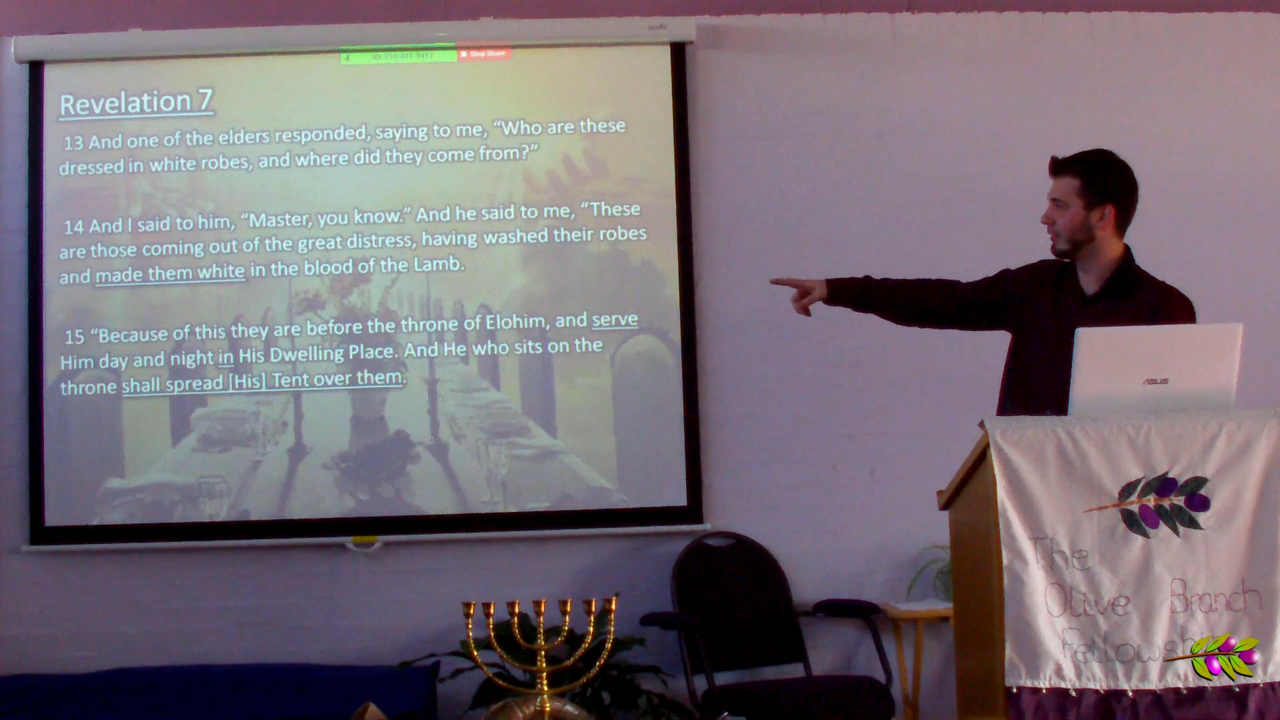 Stop Share
Revelation 7
13 And one of the elders responded, saying to me, “Who are these
dressed in white robes, and where did they come from?”
14 And I said to him, “Master, you know.” And he said to me, “These
are those coming out of the great distress, having washed their robes
and made them white in the blood of the Lamb.
15 “Because of this they are before the throne of Elohim, and serve
Him day and night in His Dwelling Place. And He who sits on the
throne shall spread [His] Tent over them.
ASUS
The
Olive Branch